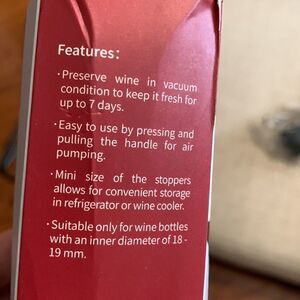 Features:
·Preserve wine in vacuum
condition to keep it fresh for
up to 7 days.
·Easy to use by pressing and
pulling the handle for air
pumping.
·Mini size of the stoppers
allows for convenient storage
in refrigerator or wine cooler.
·Suitable only for wine bottles
with an inner diameter of 18 -
19 mm.